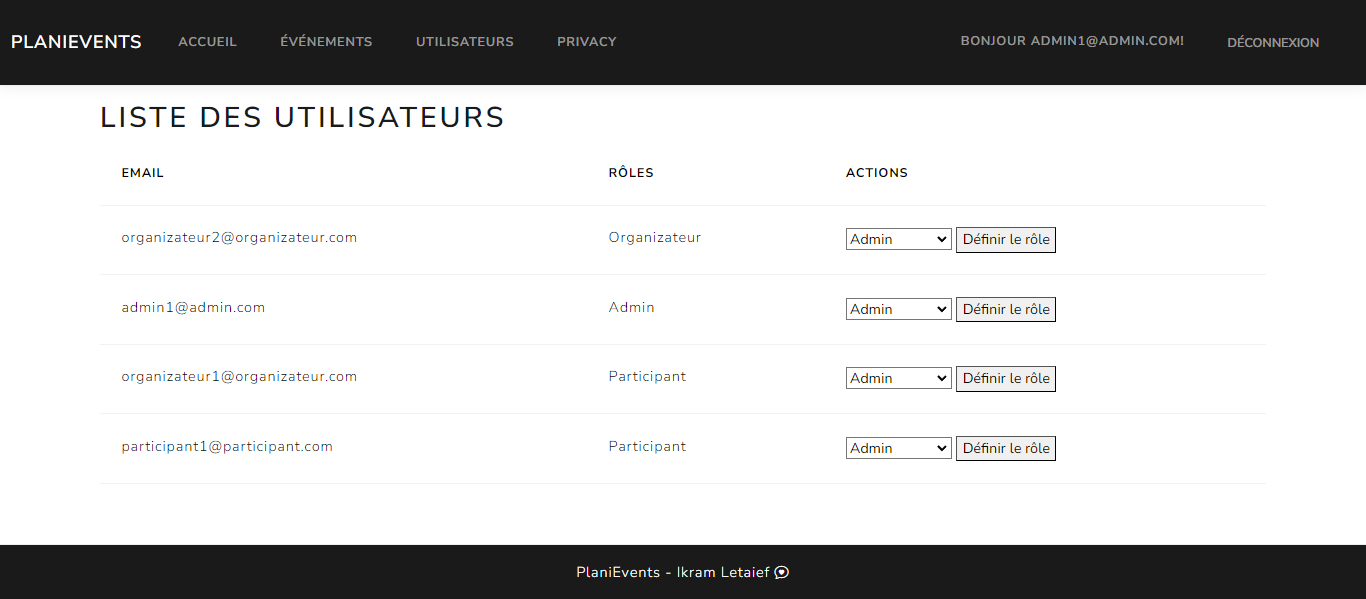 PLANIEVENTS ACCUEIL ÉVÉNEMENTS UTILISATEURS PRIVACY BONJOUR ADMIN1@ADMIN.COM! DÉCONNEXION
LISTE DES UTILISATEURS
EMAIL RÔLES ACTIONS
organizateur2@organizateur.com Organizateur Admin Définir le rôle
admin1@admin.com Admin Admin Définir le rôle
organizateur1@organizateur.com Participant Admin Définir le rôle
participant1@participant.com Participant Admin Définir le rôle
PlaniEvents - Ikram Letaief